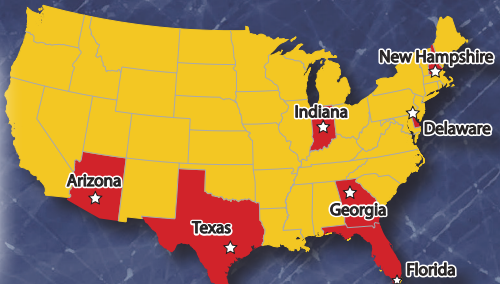 New Hampshire
Indiana
Delaware
Arizona
Georgia
Texas
Florida